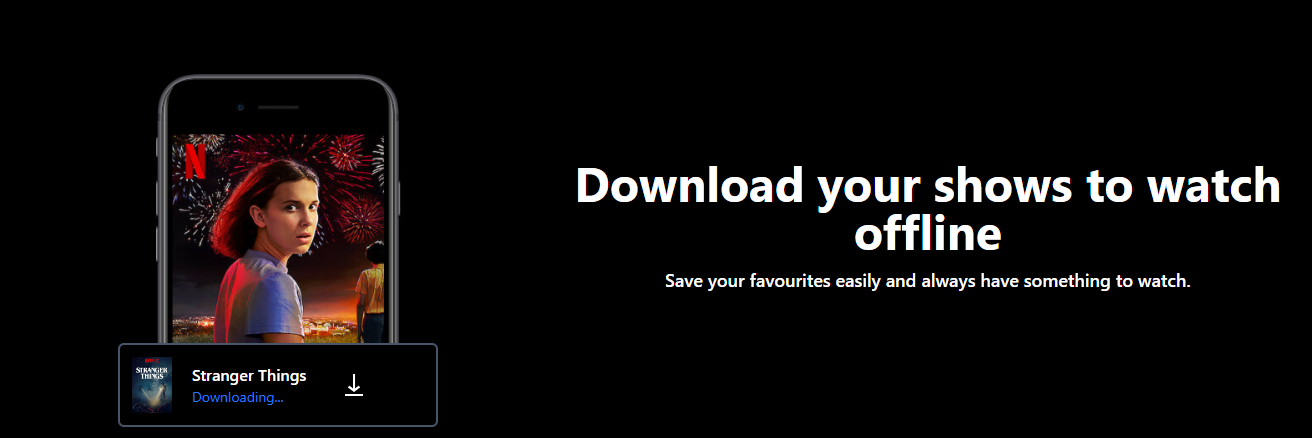 N
Download your shows to watch
offline
Save your favourites easily and always have something to watch.
STRANGER
THINGS
Stranger Things
Downloading...